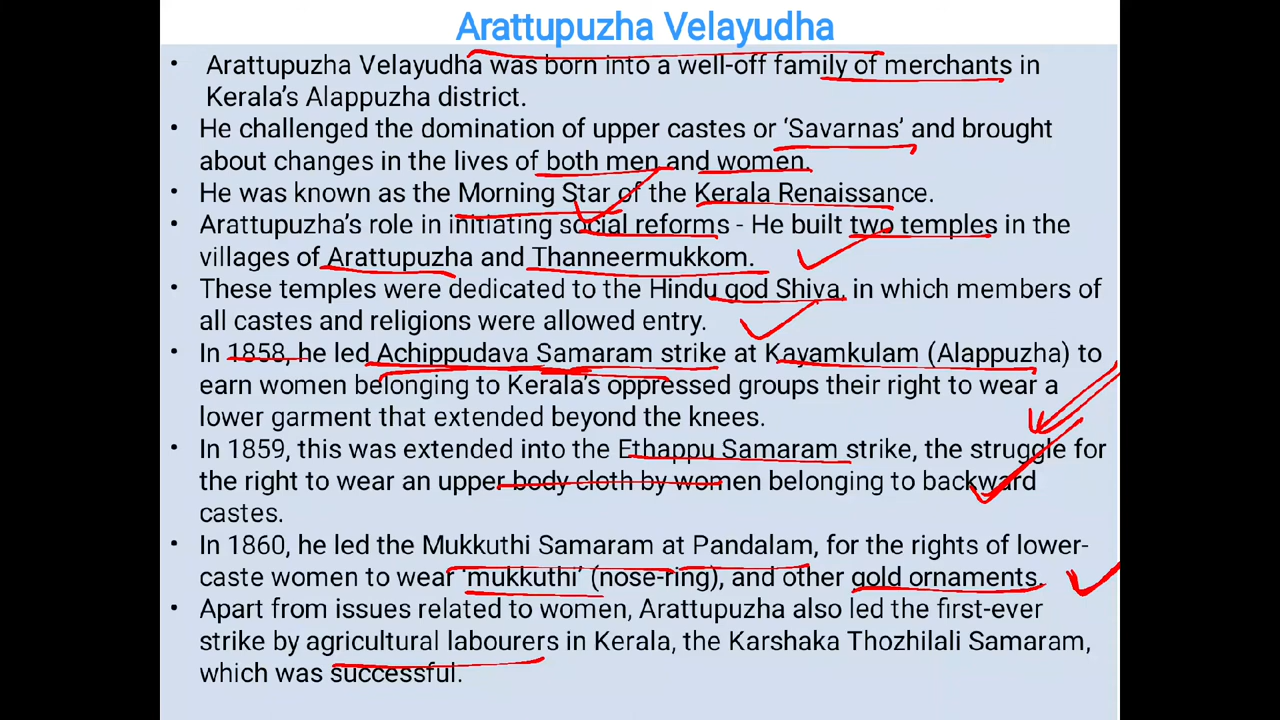 Arattupuzha Velayudha
• Arattupuzha Velayudha was born into a well-off family of merchants in
Kerala's Alappuzha district.
• He challenged the domination of upper castes or 'Savarnas' and brought
about changes in the lives of both men and women.
• He was known as the Morning Star of the Kerala Renaissance.
• Arattupuzha's role in initiating social reforms - He built two temples in the
villages of Arattupuzha and Thanneermukkom.
• These temples were dedicated to the Hindu god Shiva, in which members of
all castes and religions were allowed entry.
• In 1858, he led Achippudava Samaram strike at Kayamkulam (Alappuzha) to
earn women belonging to Kerala's oppressed groups their right to wear a
lower garment that extended beyond the knees.
• In 1859, this was extended into the Ethappu Samaram strike, the struggle for
the right to wear an upper body cloth by women belonging to backward
castes.
• In 1860, he led the Mukkuthi Samaram at Pandalam, for the rights of lower-
caste women to wear 'mukkuthi' (nose-ring), and other gold ornaments.
• Apart from issues related to women, Arattupuzha also led the first-ever
strike by agricultural labourers in Kerala, the Karshaka Thozhilali Samaram,
which was successful.